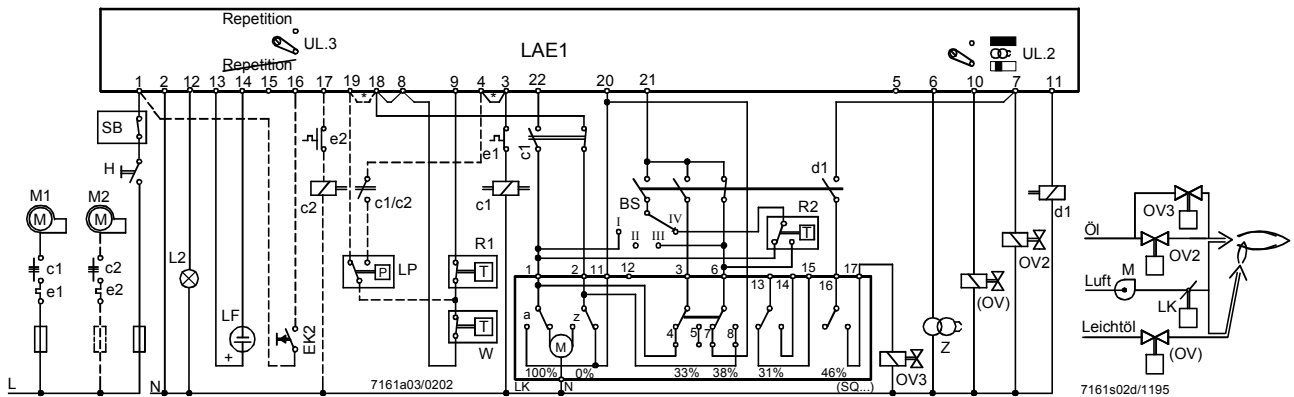 Repetition
UL.3
LAE1
UL.2
Repetition
1 2 12 13 14 15 16 17 19 * 18 8 9 4 * 3 22 20 21 5 6 10 7 11
SB
e2
e1
c1
d1
H
M1 M2
c1/c2
BS
I II III IV
R2
T
M M
c2
c1
d1
OV3
Öl
OV2
L2
R1
T
LP
P
1 2 11 12 3 6 13 14 15 16 17
OV2
(OV)
Luft M
LK
c1 c2
e1 e2
LF
+
EK2
W
T
a z
M
4 5 7 8
Z
OV3
Leichtöl
(OV)
100% 0% 33% 38% 31% 46%
L N
7161a03/0202
LK N (SQ...)
7161s02d/1195